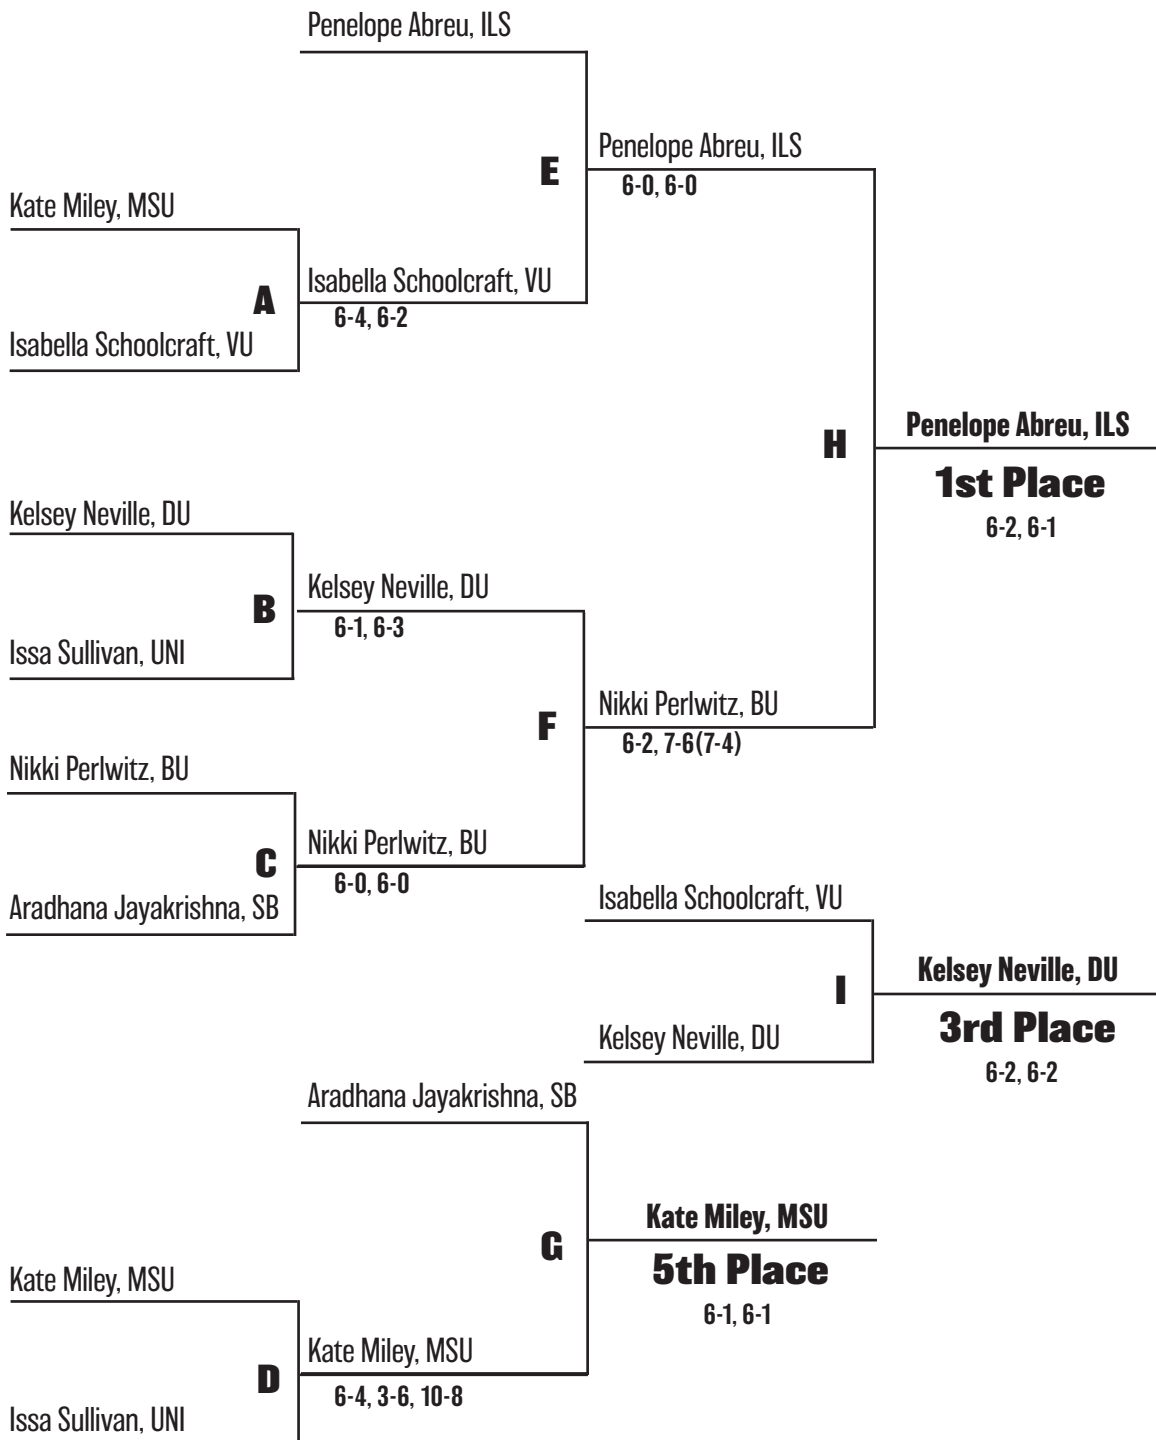 Penelope Abreu, ILS
E
Penelope Abreu, ILS
6-0, 6-0
Kate Miley, MSU
A
Isabella Schoolcraft, VU
6-4, 6-2
Isabella Schoolcraft, VU
H
Penelope Abreu, ILS
1st Place
6-2, 6-1
Kelsey Neville, DU
B
Kelsey Neville, DU
6-1, 6-3
Issa Sullivan, UNI
F
Nikki Perlwitz, BU
6-2, 7-6(7-4)
Nikki Perlwitz, BU
C
Nikki Perlwitz, BU
6-0, 6-0
Aradhana Jayakrishna, SB
Isabella Schoolcraft, VU
I
Kelsey Neville, DU
3rd Place
6-2, 6-2
Kelsey Neville, DU
Aradhana Jayakrishna, SB
G
Kate Miley, MSU
5th Place
6-1, 6-1
Kate Miley, MSU
D
Kate Miley, MSU
6-4, 3-6, 10-8
Issa Sullivan, UNI